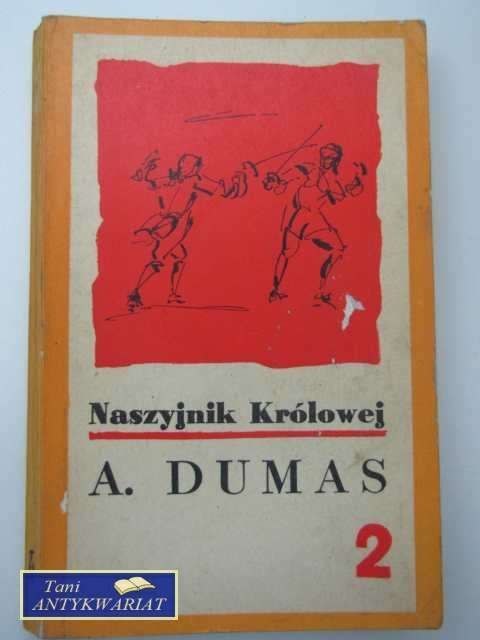 Naszyjnik Królowej
A. DUMAS
2
Tani
ANTYKWARIAT